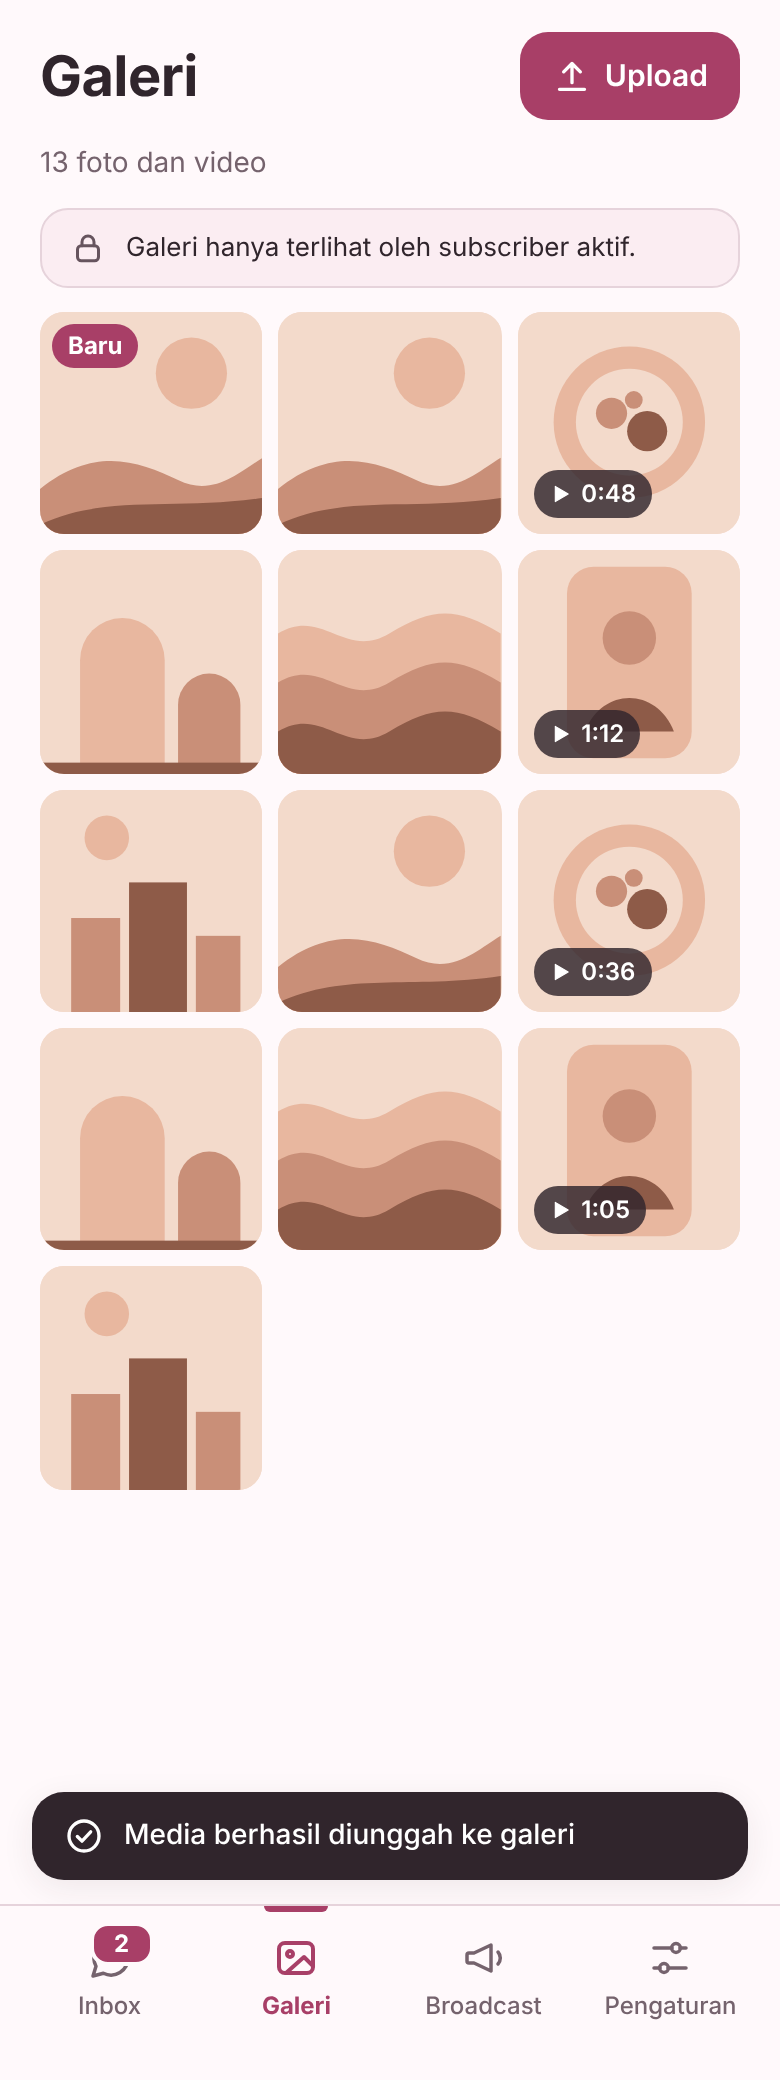 Galeri
Upload
13 foto dan video
Galeri hanya terlihat oleh subscriber aktif.
Baru
0:48
1:12
0:36
1:05
Media berhasil diunggah ke galeri
2
Inbox
Galeri
Broadcast
Pengaturan